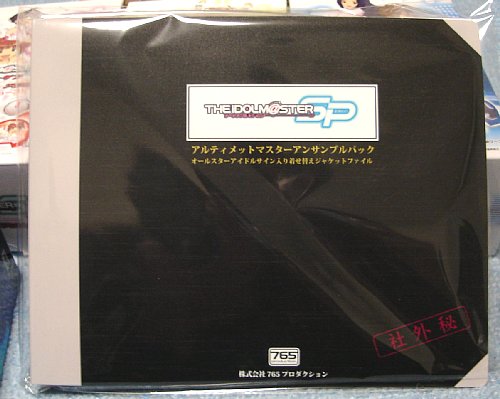 THE IDOLM@STER SP
アルティメットマスターアンサンブルパック
オールスターアイドルサイン入り着せ替えジャケットファイル
社外秘
765
株式会社 765 プロダクション